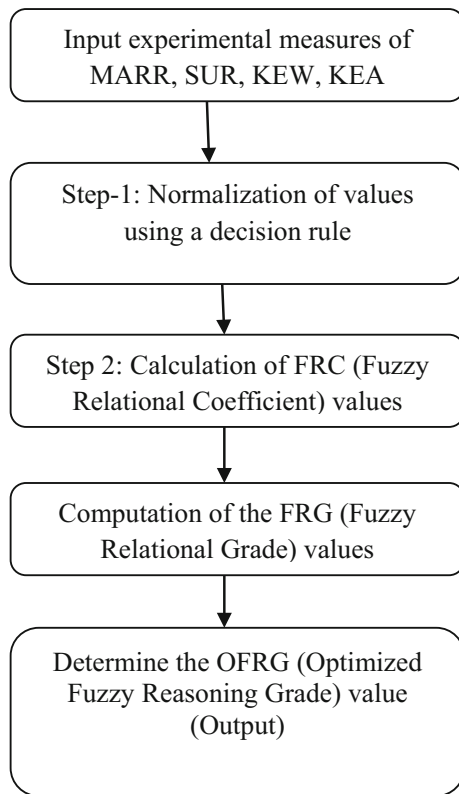 Input experimental measures of
MARR, SUR, KEW, KEA
Step-1: Normalization of values
using a decision rule
Step 2: Calculation of FRC (Fuzzy
Relational Coefficient) values
Computation of the FRG (Fuzzy
Relational Grade) values
Determine the OFRG (Optimized
Fuzzy Reasoning Grade) value
(Output)